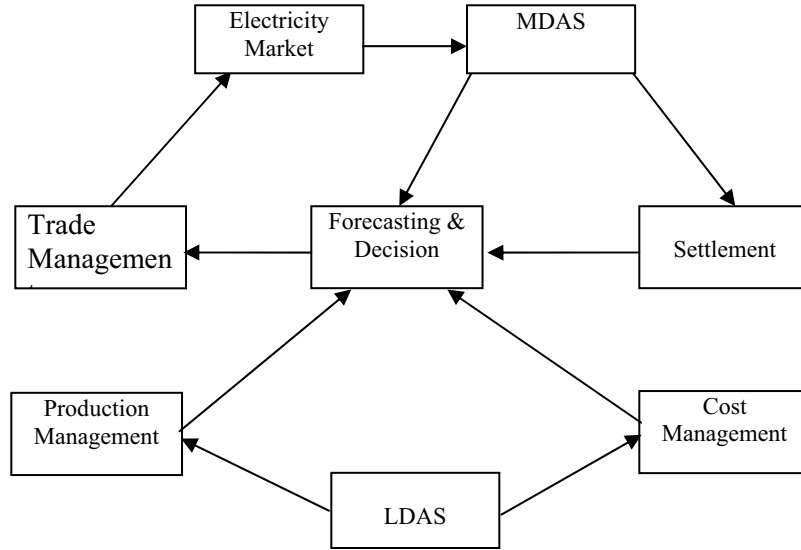 Electricity
Market
MDAS
Trade
Managemen
Forecasting &
Decision
Settlement
Production
Management
Cost
Management
LDAS